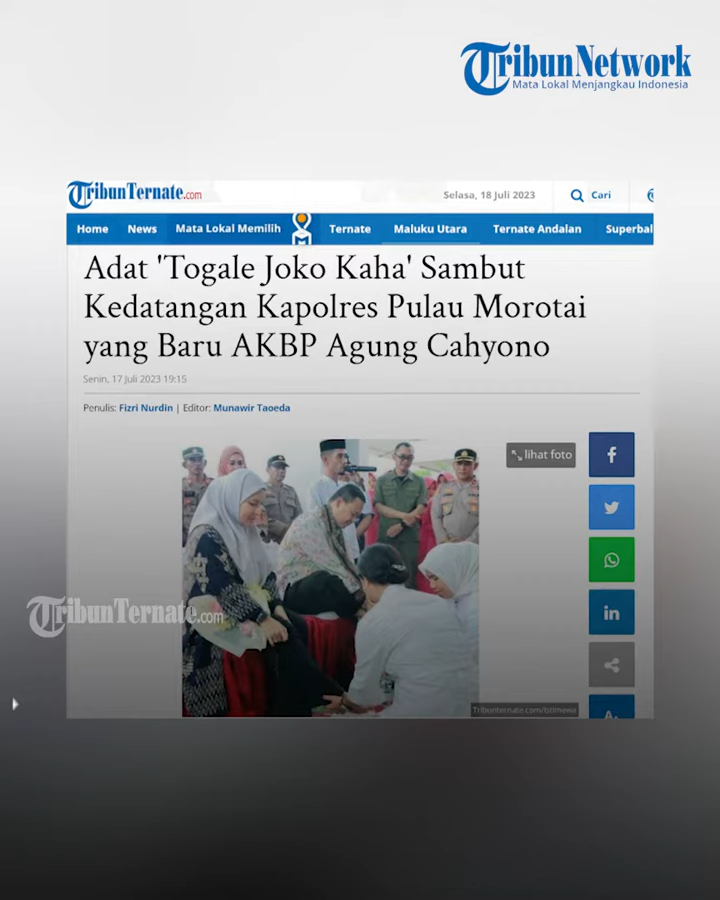 TribunNetwork
Mata Lokal Menjangkau Indonesia
TribunTernate.com
Selasa, 18 Juli 2023
Cari
Home News Mata Lokal Memilih Ternate Maluku Utara Ternate Andalan Superbal
Adat 'Togale Joko Kaha' Sambut
Kedatangan Kapolres Pulau Morotai
yang Baru AKBP Agung Cahyono
Senin, 17 Juli 2023 19:15
Penulis: Fizri Nurdin | Editor: Munawir Taoeda
lihat foto
TribunTernate.com
Tribunternate.com/Istimewa